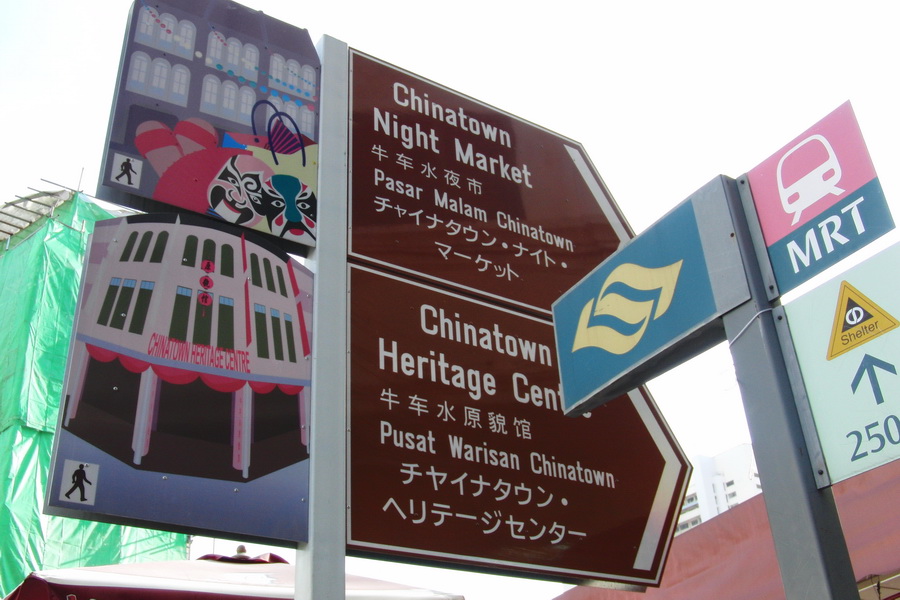 Chinatown
Night Market
牛车水夜市
Pasar Malam Chinatown
チャイナタウン・ナイト・
マーケット
CHINATOWN HERITAGE CENTRE
Chinatown
Heritage
牛车水原貌馆
Pusat Warisan Chinatown
チヤイナタウン・
ヘリテージセンター
MRT
Shelter
250